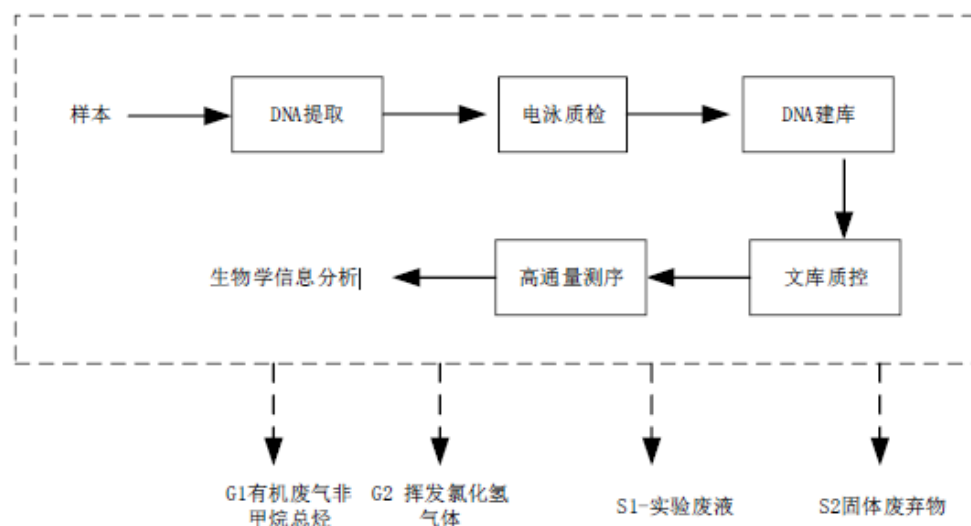 样本
DNA提取
电泳质检
DNA建库
生物学信息分析
高通量测序
文库质控
G1有机废气非
甲烷总烃
G2 挥发氯化氢
气体
S1-实验废液
S2固体废弃物